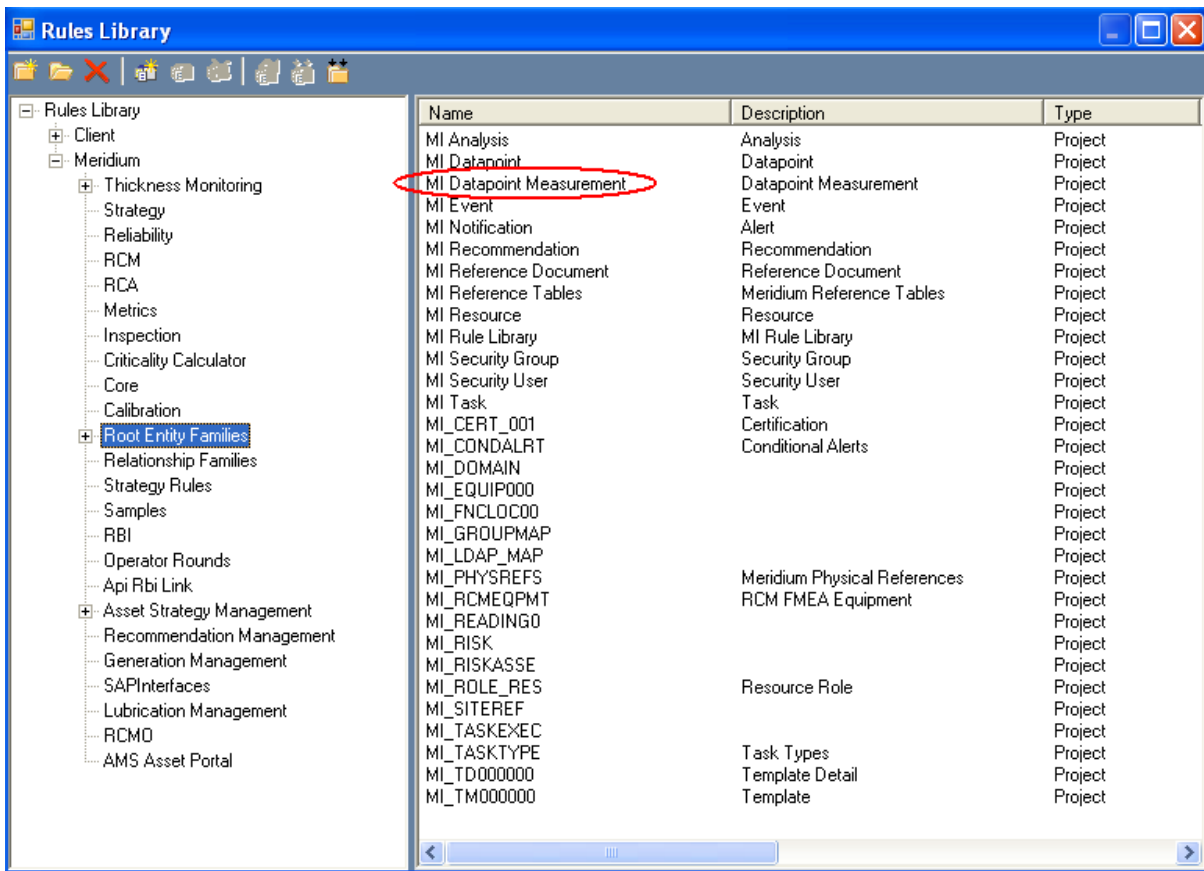 Rules Library
Rules Library
Client
Meridium
Thickness Monitoring
Strategy
Reliability
RCM
RCA
Metrics
Inspection
Criticality Calculator
Core
Calibration
Root Entity Families
Relationship Families
Strategy Rules
Samples
RBI
Operator Rounds
Api Rbi Link
Asset Strategy Management
Recommendation Management
Generation Management
SAPInterfaces
Lubrication Management
RCMO
AMS Asset Portal
Name Description Type
MI Analysis Analysis Project
MI Datapoint Datapoint Project
MI Datapoint Measurement Datapoint Measurement Project
MI Event Event Project
MI Notification Alert Project
MI Recommendation Recommendation Project
MI Reference Document Reference Document Project
MI Reference Tables Meridium Reference Tables Project
MI Resource Resource Project
MI Rule Library MI Rule Library Project
MI Security Group Security Group Project
MI Security User Security User Project
MI Task Task Project
MI_CERT_001 Certification Project
MI_CONDALRT Conditional Alerts Project
MI_DOMAIN Project
MI_EQUIP000 Project
MI_FNCLOC00 Project
MI_GROUPMAP Project
MI_LDAP_MAP Project
MI_PHYSREFS Meridium Physical References Project
MI_RCMEQPMT RCM FMEA Equipment Project
MI_READING0 Project
MI_RISK Project
MI_RISKASSE Project
MI_ROLE_RES Resource Role Project
MI_SITEREF Project
MI_TASKEXEC Project
MI_TASKTYPE Task Types Project
MI_TD000000 Template Detail Project
MI_TM000000 Template Project